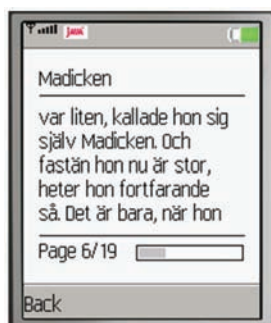 Java
Madicken
var liten, kallade hon sig
själv Madicken. Och
fastän hon nu är stor,
heter hon fortfarande
så. Det är bara, när hon
Page 6/19
Back